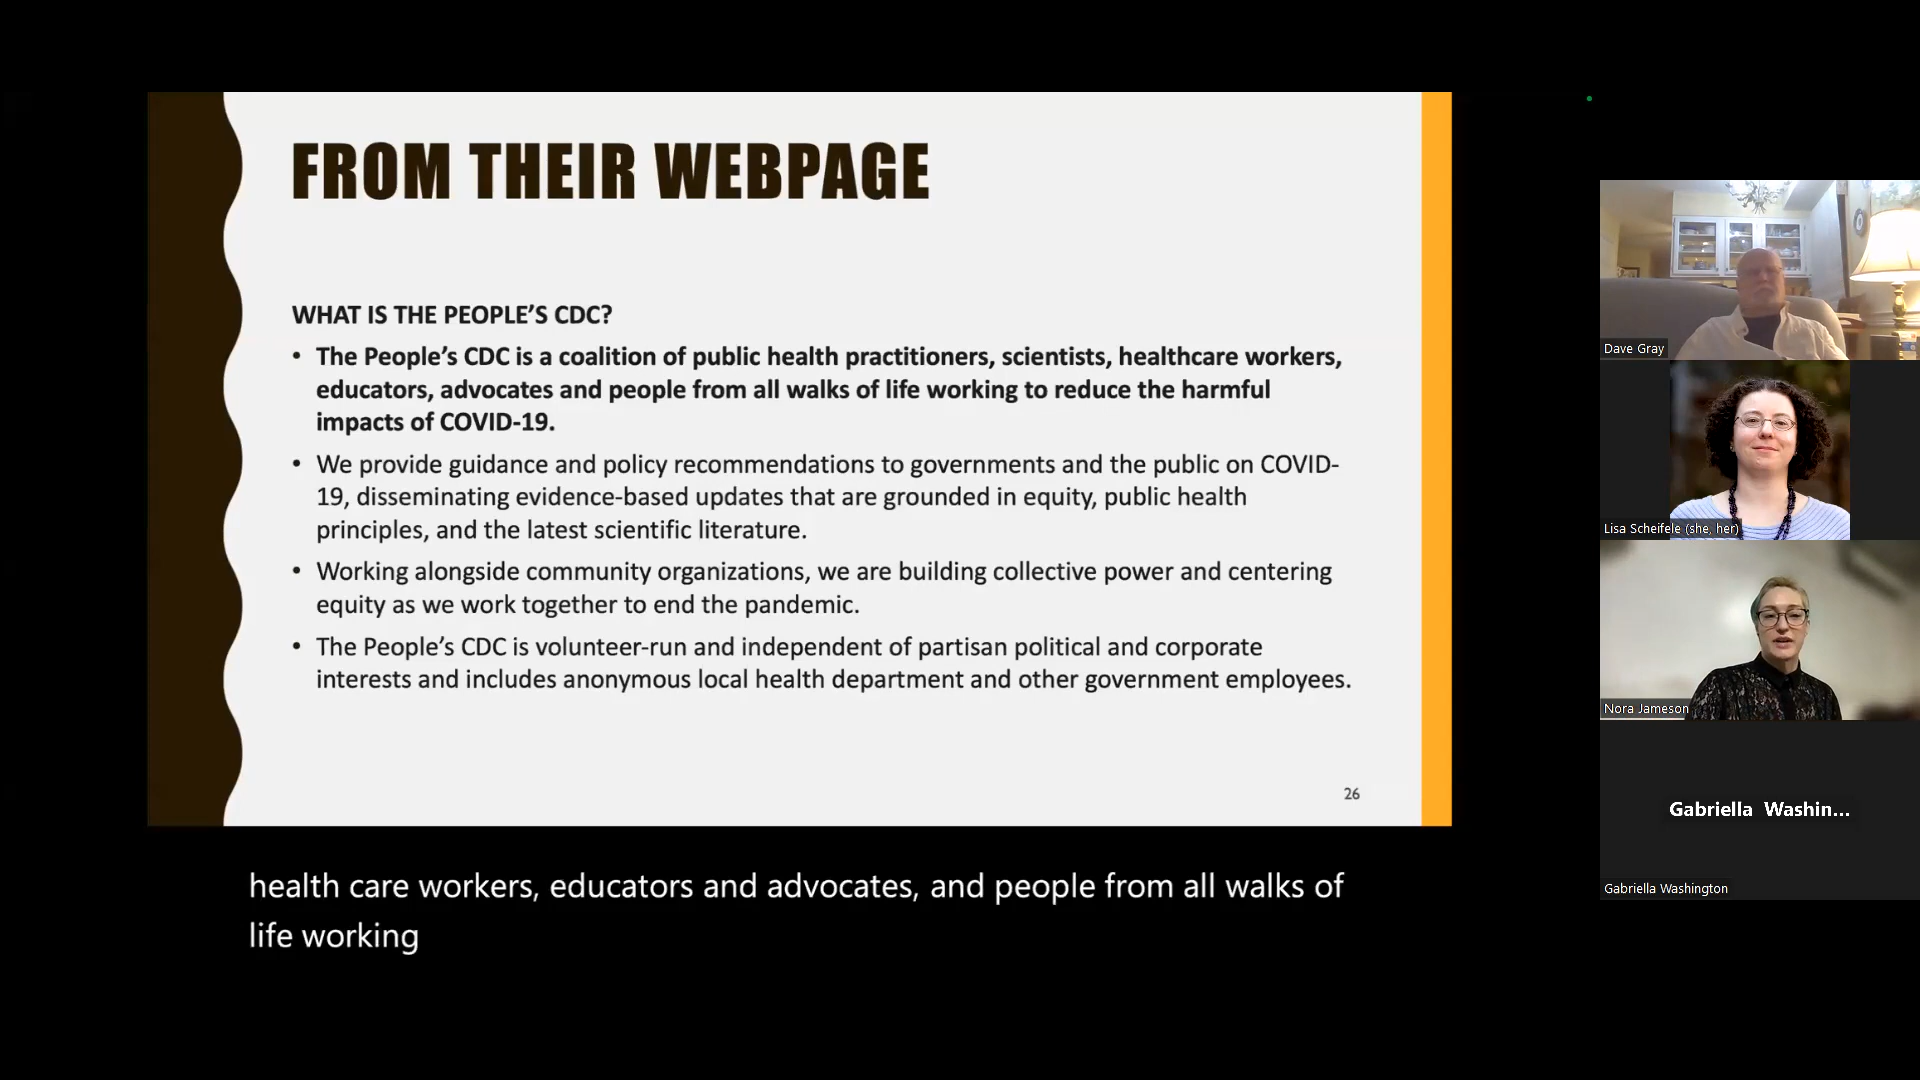 FROM THEIR WEBPAGE
WHAT IS THE PEOPLE’S CDC?
• The People’s CDC is a coalition of public health practitioners, scientists, healthcare workers,
educators, advocates and people from all walks of life working to reduce the harmful
impacts of COVID-19.
• We provide guidance and policy recommendations to governments and the public on COVID-
19, disseminating evidence-based updates that are grounded in equity, public health
principles, and the latest scientific literature.
• Working alongside community organizations, we are building collective power and centering
equity as we work together to end the pandemic.
• The People’s CDC is volunteer-run and independent of partisan political and corporate
interests and includes anonymous local health department and other government employees.
26
health care workers, educators and advocates, and people from all walks of
life working
Dave Gray
Lisa Scheifele (she, her)
Nora Jameson
Gabriella Washin...
Gabriella Washington